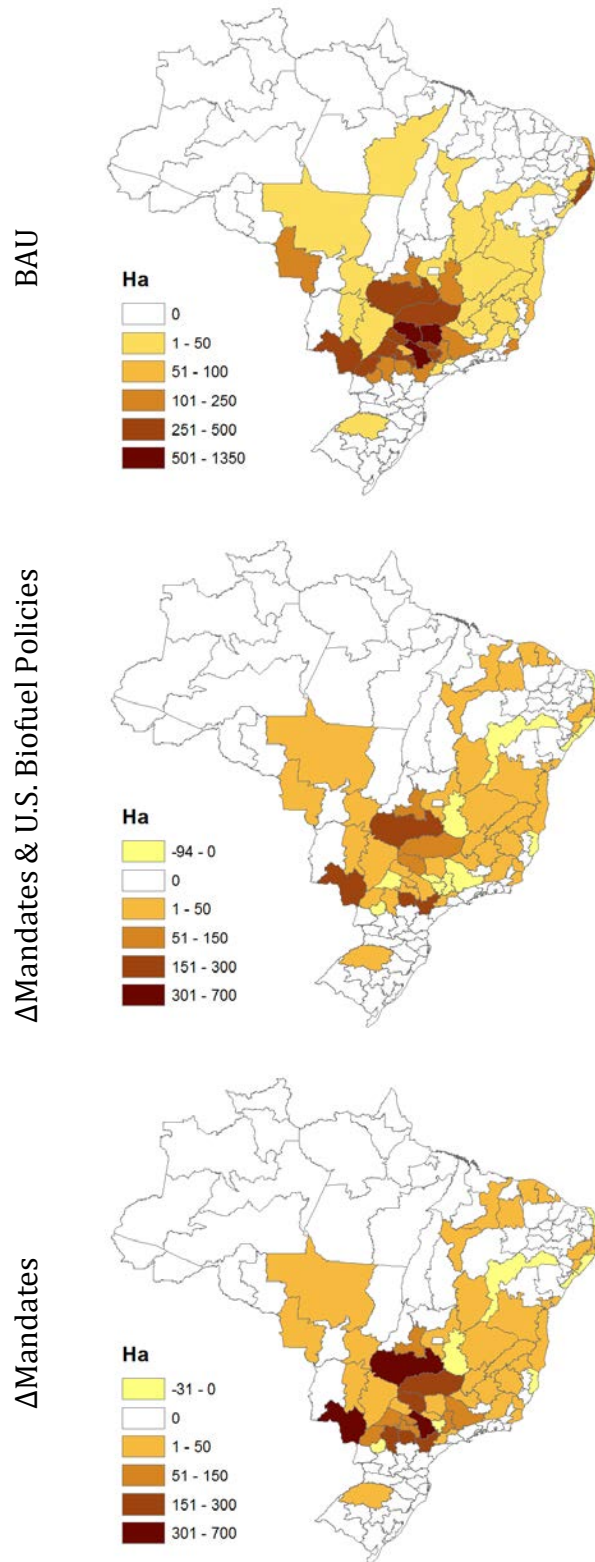 BAU
Ha
0
1 - 50
51 - 100
101 - 250
251 - 500
501 - 1350
ΔMandates & U.S. Biofuel Policies
Ha
-94 - 0
0
1 - 50
51 - 150
151 - 300
301 - 700
ΔMandates
Ha
-31 - 0
0
1 - 50
51 - 150
151 - 300
301 - 700